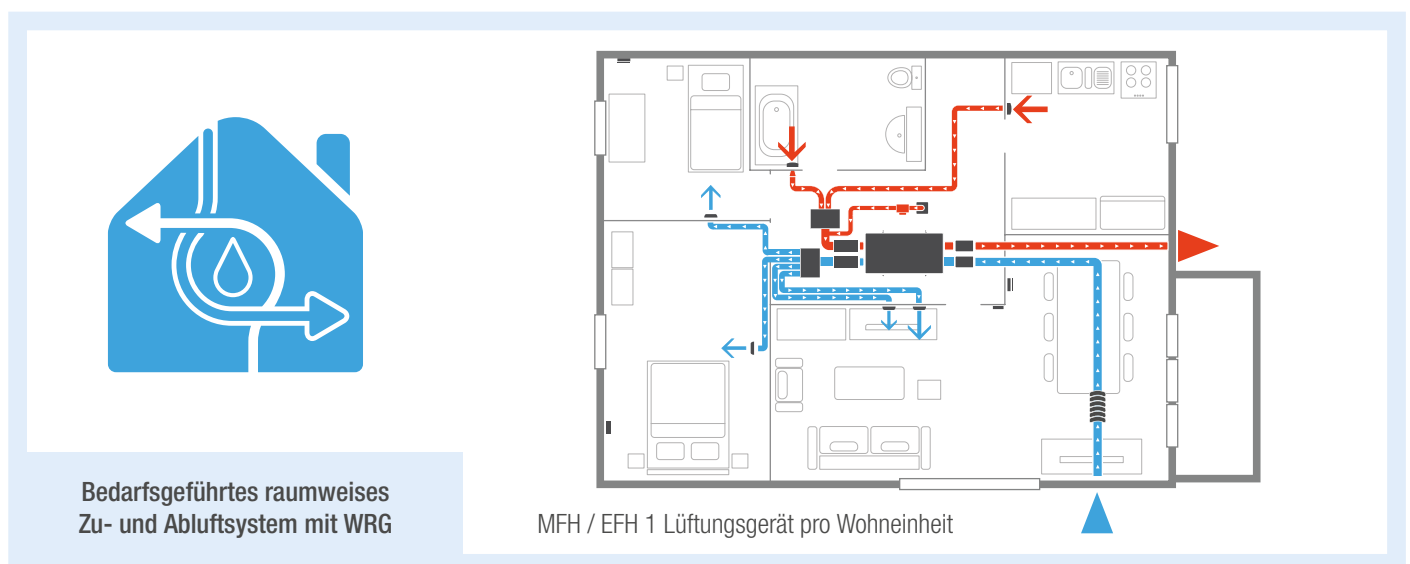 Bedarfsgeführtes raumweises
Zu- und Abluftsystem mit WRG
MFH / EFH 1 Lüftungsgerät pro Wohneinheit